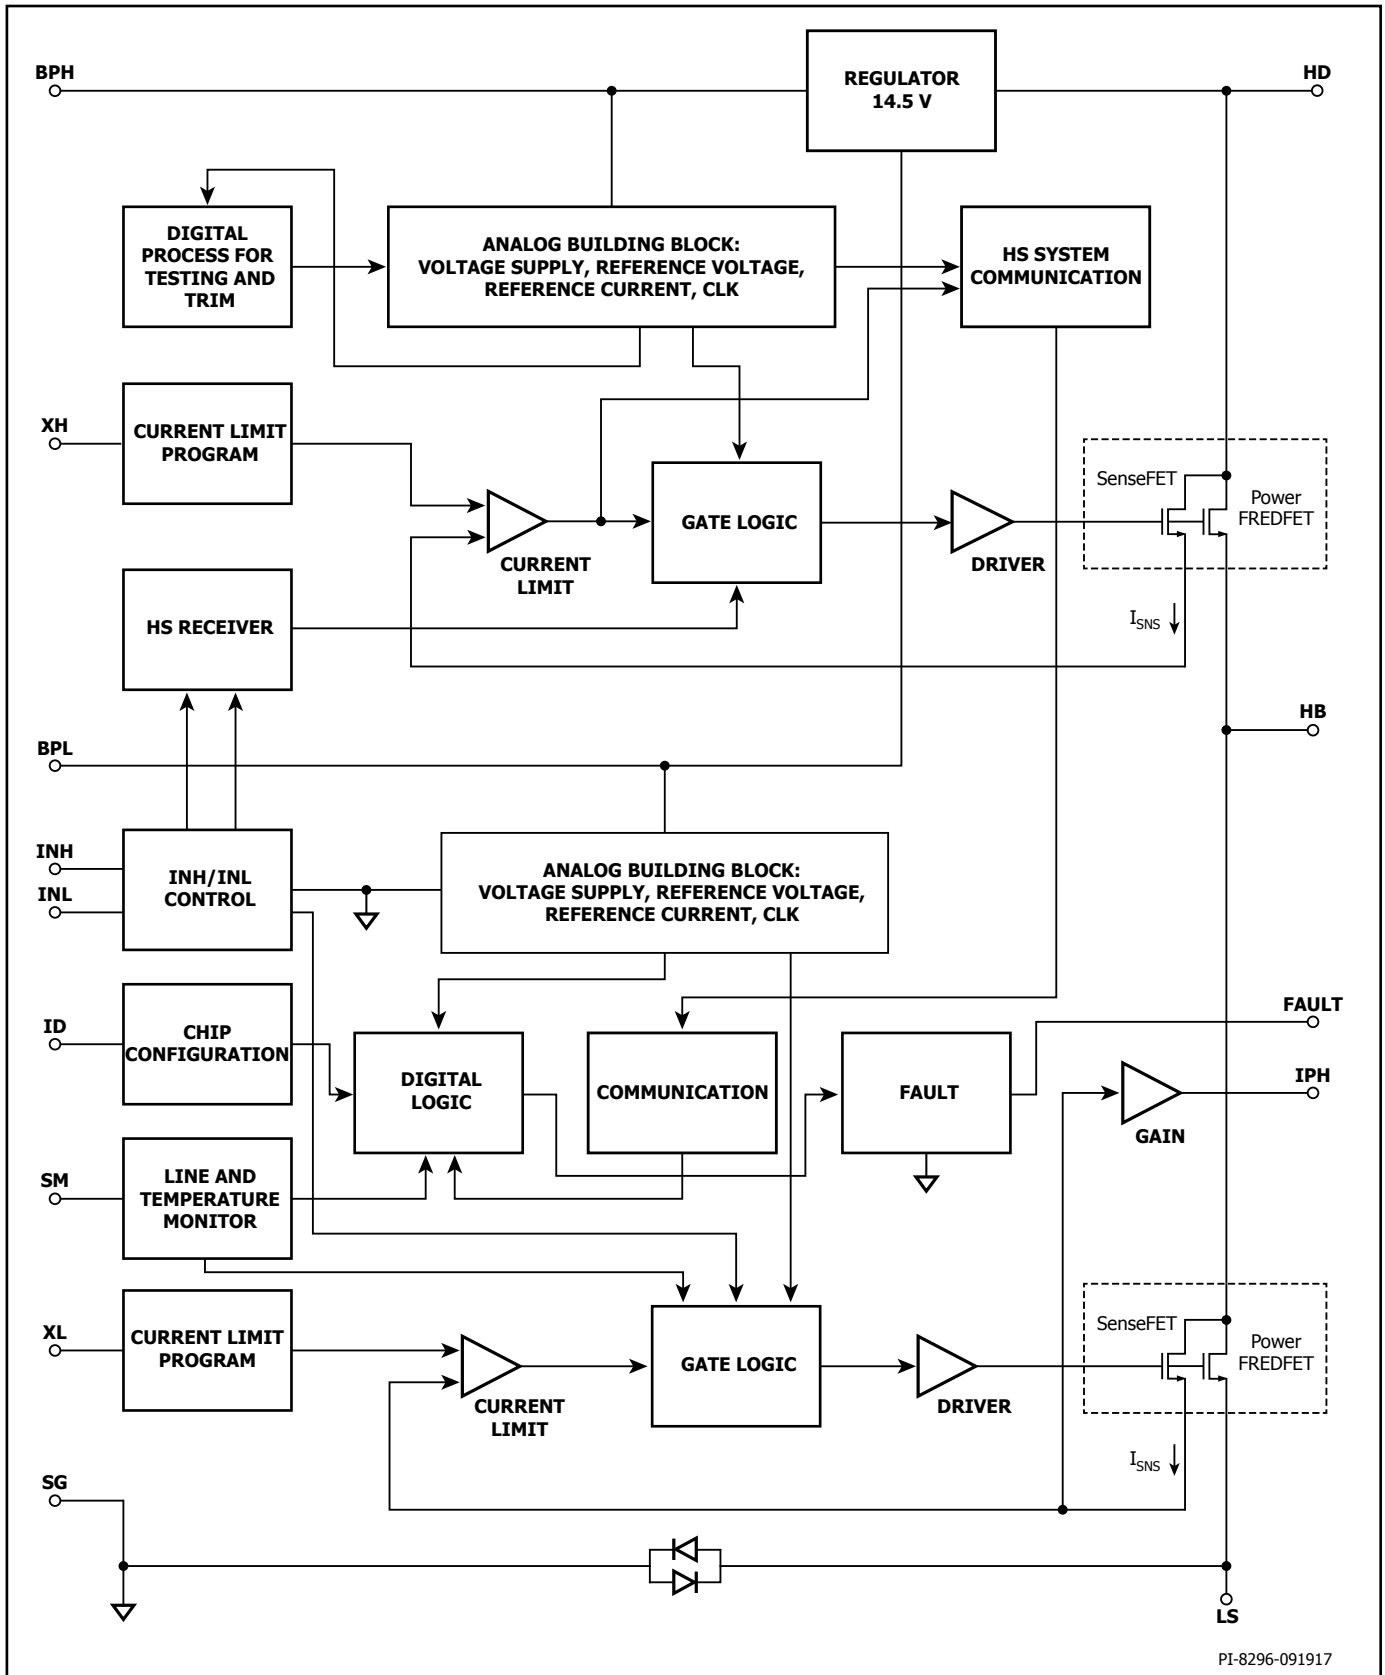 BPH
REGULATOR
14.5 V
HD
DIGITAL
PROCESS FOR
TESTING AND
TRIM
ANALOG BUILDING BLOCK:
VOLTAGE SUPPLY, REFERENCE VOLTAGE,
REFERENCE CURRENT, CLK
HS SYSTEM
COMMUNICATION
XH
CURRENT LIMIT
PROGRAM
CURRENT
LIMIT
GATE LOGIC
DRIVER
SenseFET
Power
FREDFET
ISNS
HS RECEIVER
HB
BPL
INH
INL
INH/INL
CONTROL
ANALOG BUILDING BLOCK:
VOLTAGE SUPPLY, REFERENCE VOLTAGE,
REFERENCE CURRENT, CLK
ID
CHIP
CONFIGURATION
DIGITAL
LOGIC
COMMUNICATION
FAULT
FAULT
IPH
GAIN
SM
LINE AND
TEMPERATURE
MONITOR
XL
CURRENT LIMIT
PROGRAM
CURRENT
LIMIT
GATE LOGIC
DRIVER
SenseFET
Power
FREDFET
ISNS
SG
LS
PI-8296-091917